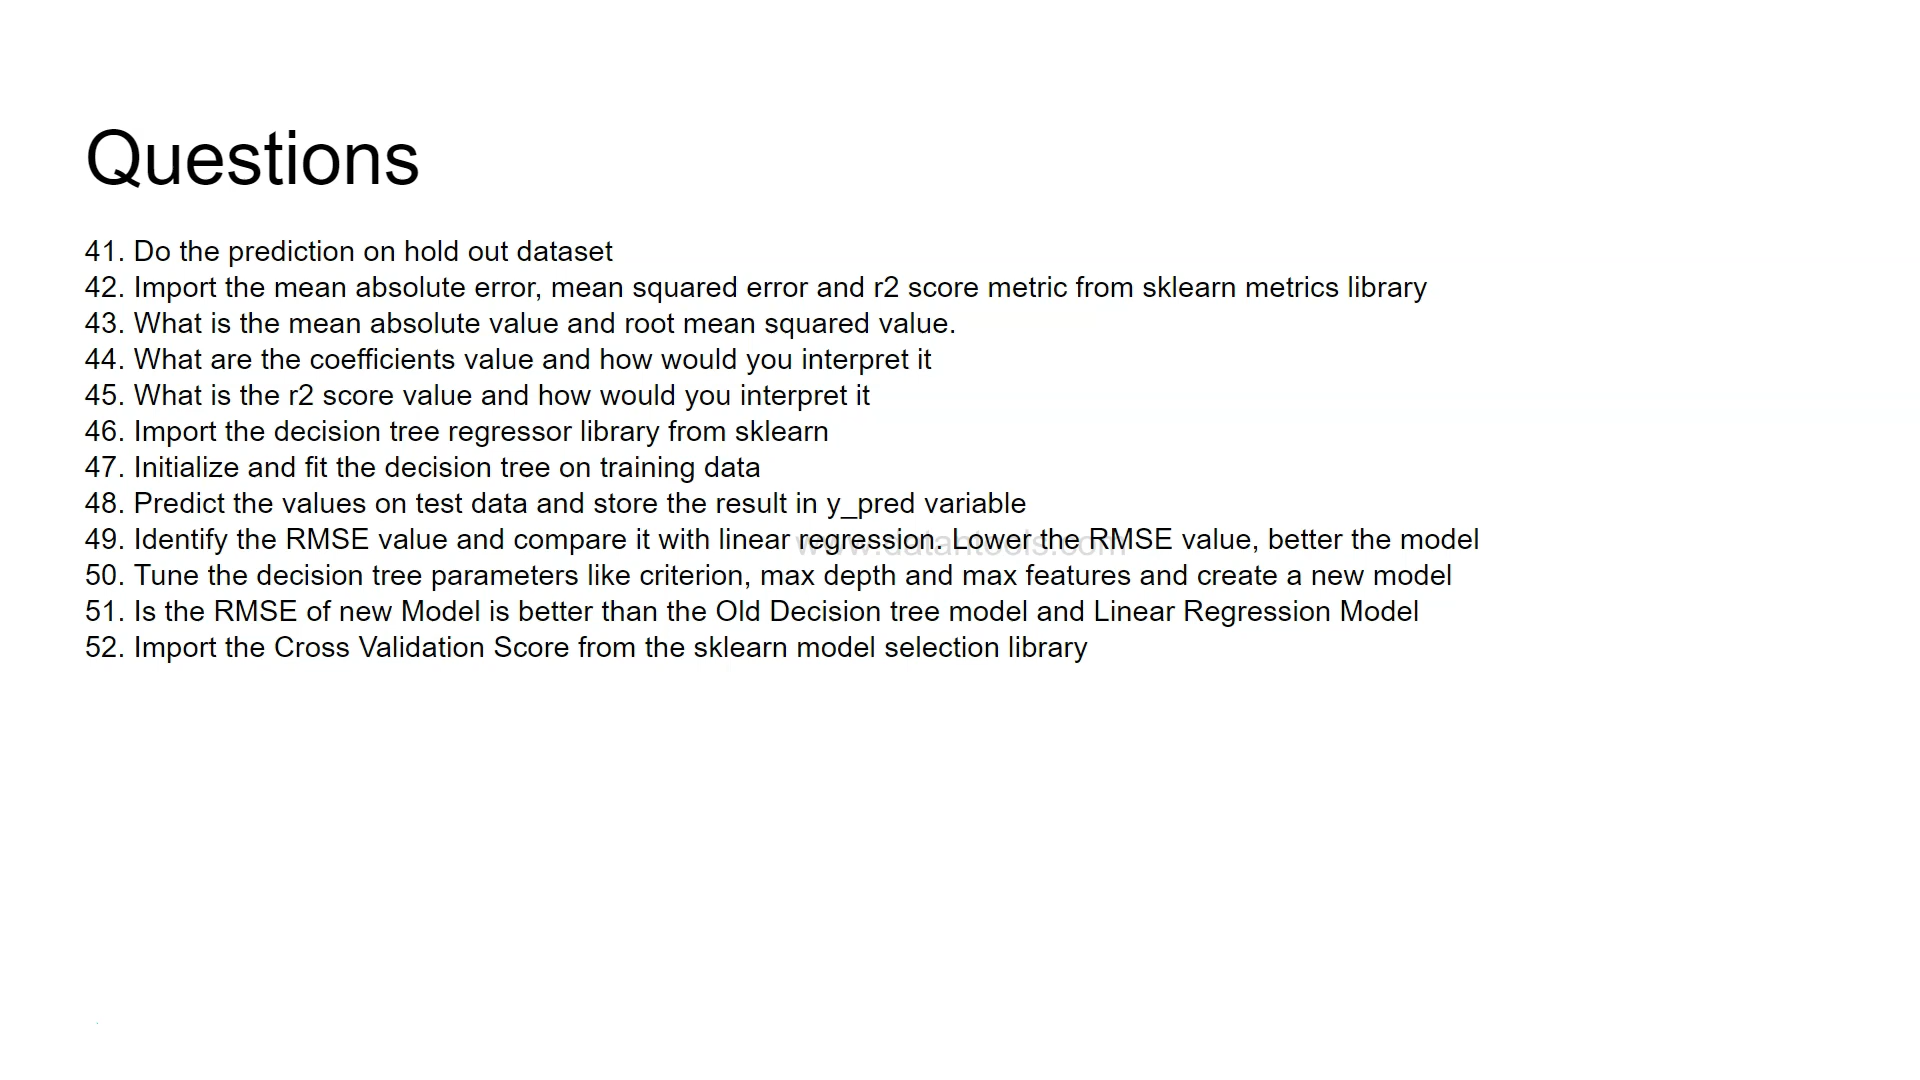 Questions
41. Do the prediction on hold out dataset
42. Import the mean absolute error, mean squared error and r2 score metric from sklearn metrics library
43. What is the mean absolute value and root mean squared value.
44. What are the coefficients value and how would you interpret it
45. What is the r2 score value and how would you interpret it
46. Import the decision tree regressor library from sklearn
47. Initialize and fit the decision tree on training data
48. Predict the values on test data and store the result in y_pred variable
49. Identify the RMSE value and compare it with linear regression. Lower the RMSE value, better the model
50. Tune the decision tree parameters like criterion, max depth and max features and create a new model
51. Is the RMSE of new Model is better than the Old Decision tree model and Linear Regression Model
52. Import the Cross Validation Score from the sklearn model selection library